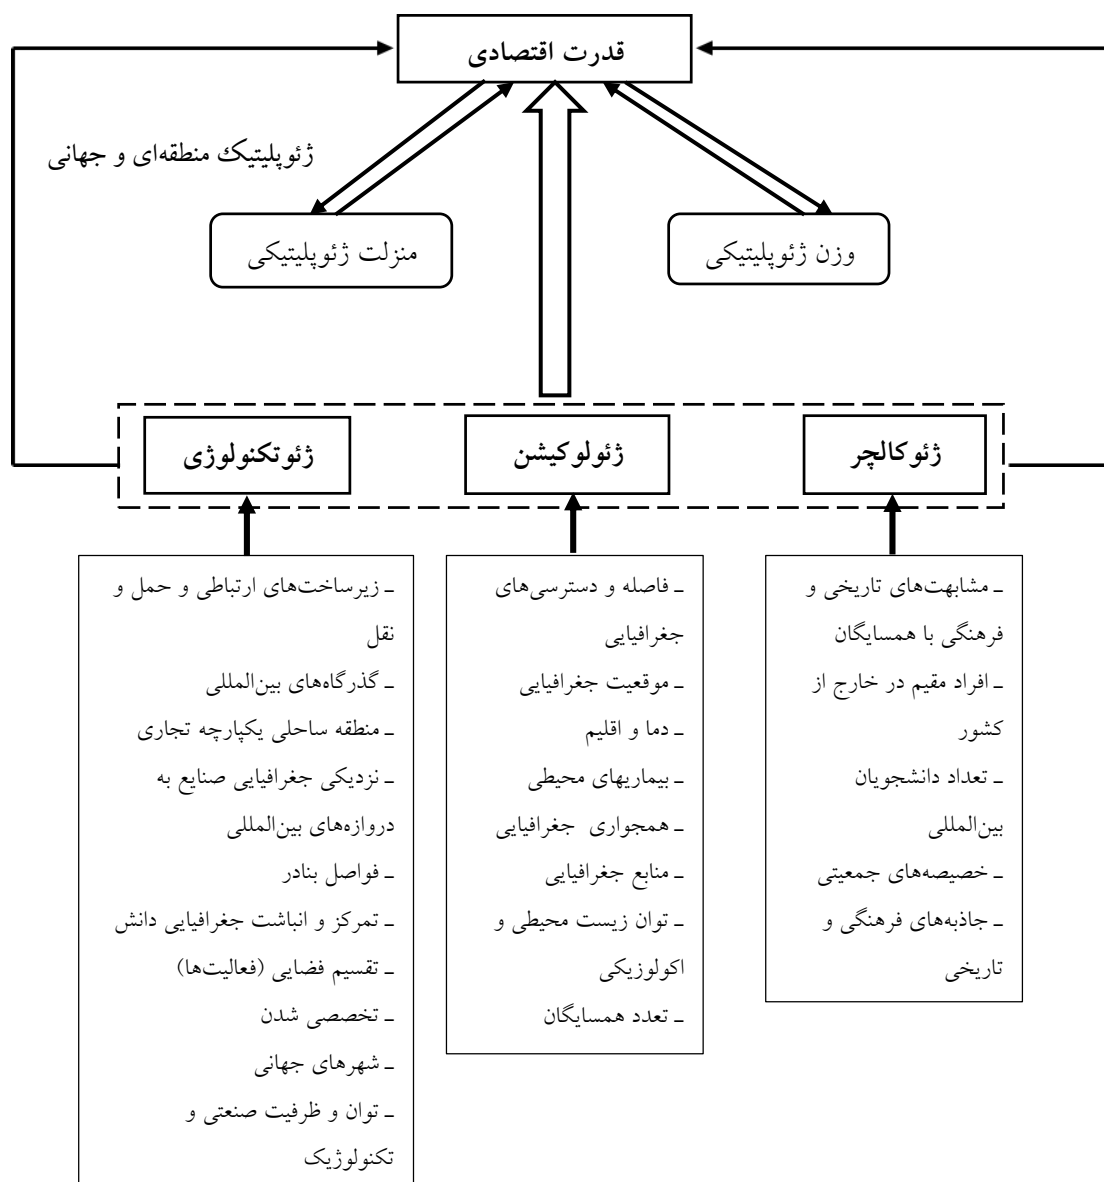 قدرت اقتصادی
ژئوپلیتیک منطقه‌ای و جهانی
وزن ژئوپلیتیکی
منزلت ژئوپلیتیکی
ژئوکالچر
ژئولوکیشن
ژئوتکنولوژی
ـ مشابهت‌های تاریخی و
فرهنگی با همسایگان
ـ افراد مقیم در خارج از
کشور
ـ تعداد دانشجویان
بین‌المللی
ـ خصیصه‌های جمعیتی
ـ جاذبه‌های فرهنگی و
تاریخی
ـ فاصله و دسترسی‌های
جغرافیایی
ـ موقعیت جغرافیایی
ـ دما و اقلیم
ـ بیماریهای محیطی
ـ همجواری جغرافیایی
ـ منابع جغرافیایی
ـ توان زیست محیطی و
اکولوزیکی
ـ تعدد همسایگان
ـ زیرساخت‌های ارتباطی و حمل و
نقل
ـ گذرگاه‌های بین‌المللی
ـ منطقه ساحلی یکپارچه تجاری
ـ نزدیکی جغرافیایی صنایع به
دروازه‌های بین‌المللی
ـ فواصل بنادر
ـ تمرکز و انباشت جغرافیایی دانش
ـ تقسیم فضایی (فعالیت‌ها)
ـ تخصصی شدن
ـ شهرهای جهانی
ـ توان و ظرفیت صنعتی و
تکنولوژیک